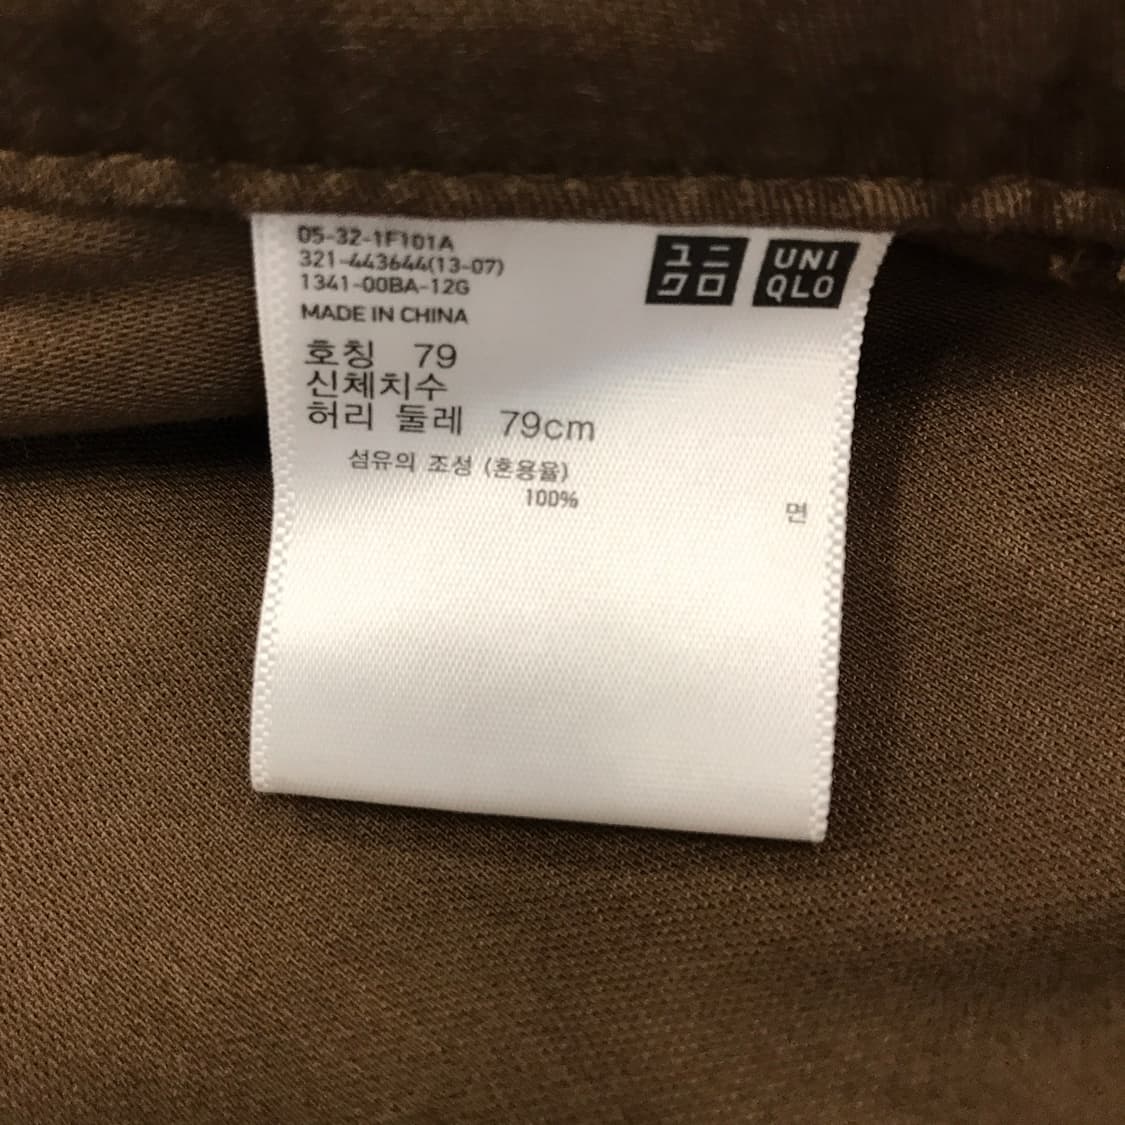 05-32-1F101A
321-443644(13-07)
1341-00BA-12G
MADE IN CHINA
ユニ
クロ
UNI
QLO
호칭 79
신체치수
허리 둘레 79cm
섬유의 조성 (혼용율)
100% 면